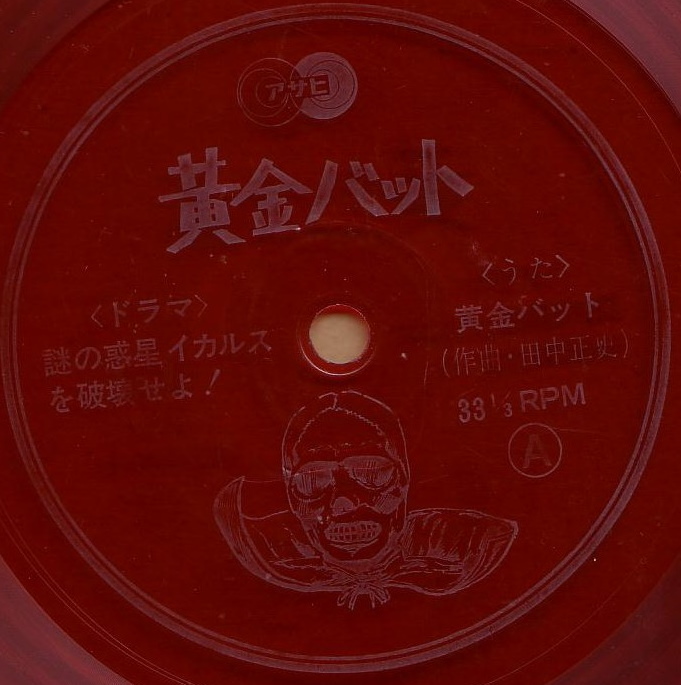 アサヒ
黄金バット
〈ドラマ〉
謎の惑星イカルス
を破壊せよ!
〈うた〉
黄金バット
(作曲・田中正史)
33⅓ RPM
A